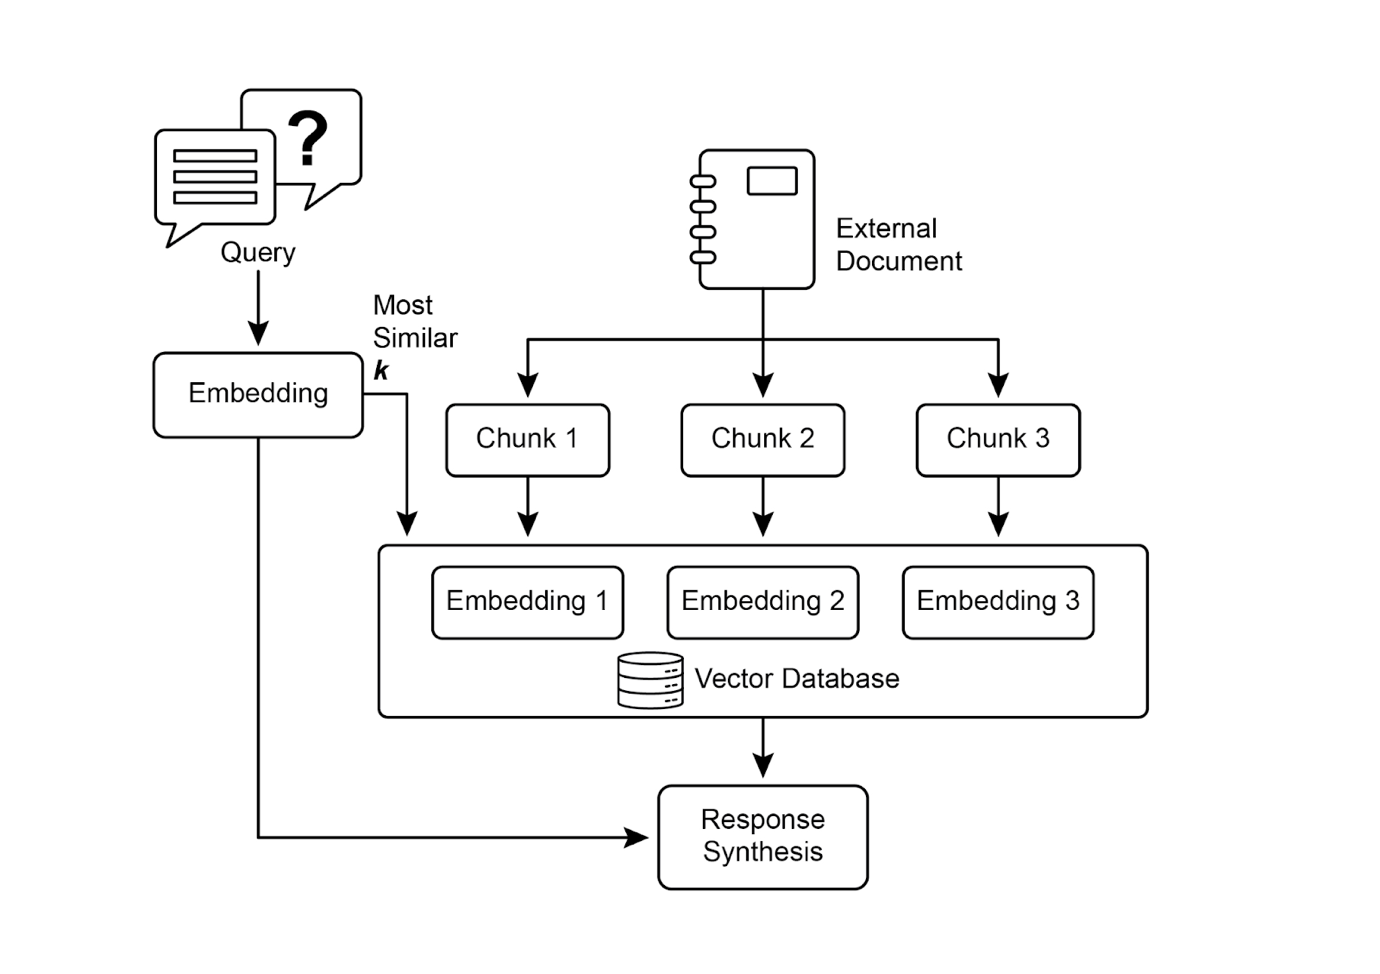 ?
Query
External
Document
Most
Similar
k
Embedding
Chunk 1
Chunk 2
Chunk 3
Embedding 1
Embedding 2
Embedding 3
Vector Database
Response
Synthesis